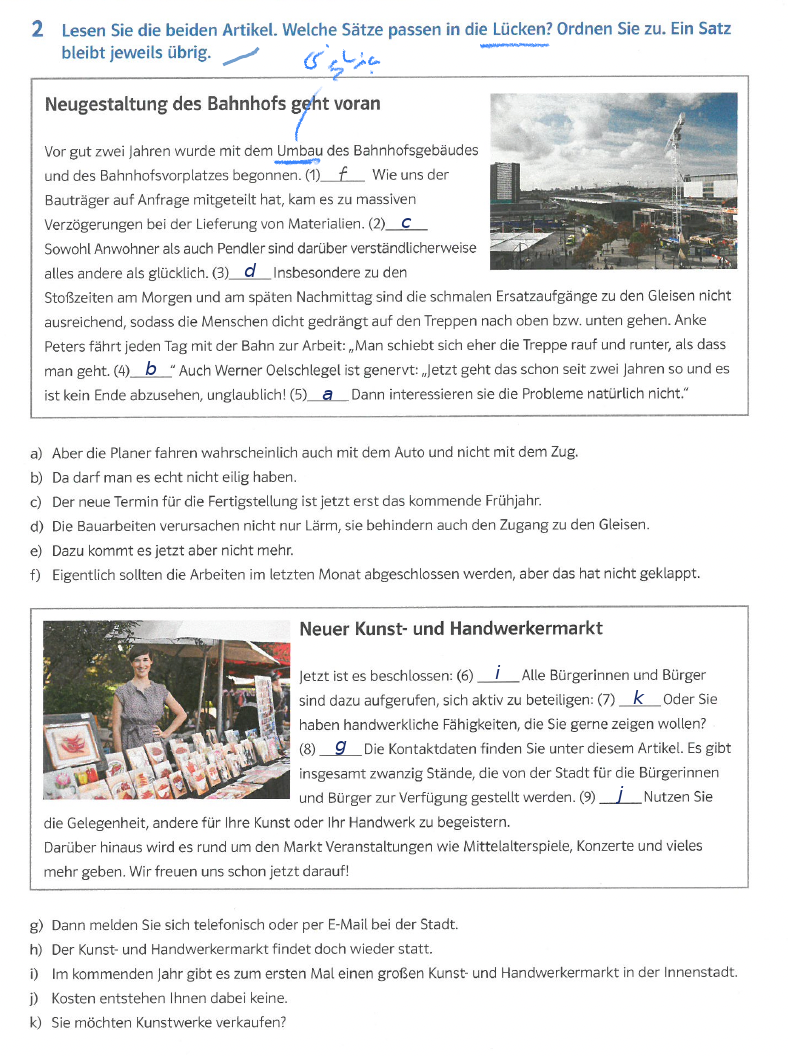 2 Lesen Sie die beiden Artikel. Welche Sätze passen in die Lücken? Ordnen Sie zu. Ein Satz
bleibt jeweils übrig.
Neugestaltung des Bahnhofs geht voran
Vor gut zwei Jahren wurde mit dem Umbau des Bahnhofsgebäudes
und des Bahnhofsvorplatzes begonnen. (1) f Wie uns der
Bauträger auf Anfrage mitgeteilt hat, kam es zu massiven
Verzögerungen bei der Lieferung von Materialien. (2) c
Sowohl Anwohner als auch Pendler sind darüber verständlicherweise
alles andere als glücklich. (3) d Insbesondere zu den
Stoßzeiten am Morgen und am späten Nachmittag sind die schmalen Ersatzaufgänge zu den Gleisen nicht
ausreichend, sodass die Menschen dicht gedrängt auf den Treppen nach oben bzw. unten gehen. Anke
Peters fährt jeden Tag mit der Bahn zur Arbeit: „Man schiebt sich eher die Treppe rauf und runter, als dass
man geht. (4) b “ Auch Werner Oelschlegel ist genervt: „Jetzt geht das schon seit zwei Jahren so und es
ist kein Ende abzusehen, unglaublich! (5) a Dann interessieren sie die Probleme natürlich nicht.“
a) Aber die Planer fahren wahrscheinlich auch mit dem Auto und nicht mit dem Zug.
b) Da darf man es echt nicht eilig haben.
c) Der neue Termin für die Fertigstellung ist jetzt erst das kommende Frühjahr.
d) Die Bauarbeiten verursachen nicht nur Lärm, sie behindern auch den Zugang zu den Gleisen.
e) Dazu kommt es jetzt aber nicht mehr.
f) Eigentlich sollten die Arbeiten im letzten Monat abgeschlossen werden, aber das hat nicht geklappt.
Neuer Kunst- und Handwerkermarkt
Jetzt ist es beschlossen: (6) i Alle Bürgerinnen und Bürger
sind dazu aufgerufen, sich aktiv zu beteiligen: (7) k Oder Sie
haben handwerkliche Fähigkeiten, die Sie gerne zeigen wollen?
(8) g Die Kontaktdaten finden Sie unter diesem Artikel. Es gibt
insgesamt zwanzig Stände, die von der Stadt für die Bürgerinnen
und Bürger zur Verfügung gestellt werden. (9) j Nutzen Sie
die Gelegenheit, andere für Ihre Kunst oder Ihr Handwerk zu begeistern.
Darüber hinaus wird es rund um den Markt Veranstaltungen wie Mittelalterspiele, Konzerte und vieles
mehr geben. Wir freuen uns schon jetzt darauf!
g) Dann melden Sie sich telefonisch oder per E-Mail bei der Stadt.
h) Der Kunst- und Handwerkermarkt findet doch wieder statt.
i) Im kommenden Jahr gibt es zum ersten Mal einen großen Kunst- und Handwerkermarkt in der Innenstadt.
j) Kosten entstehen Ihnen dabei keine.
k) Sie möchten Kunstwerke verkaufen?